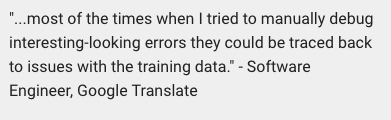 "...most of the times when I tried to manually debug
interesting-looking errors they could be traced back
to issues with the training data." - Software
Engineer, Google Translate